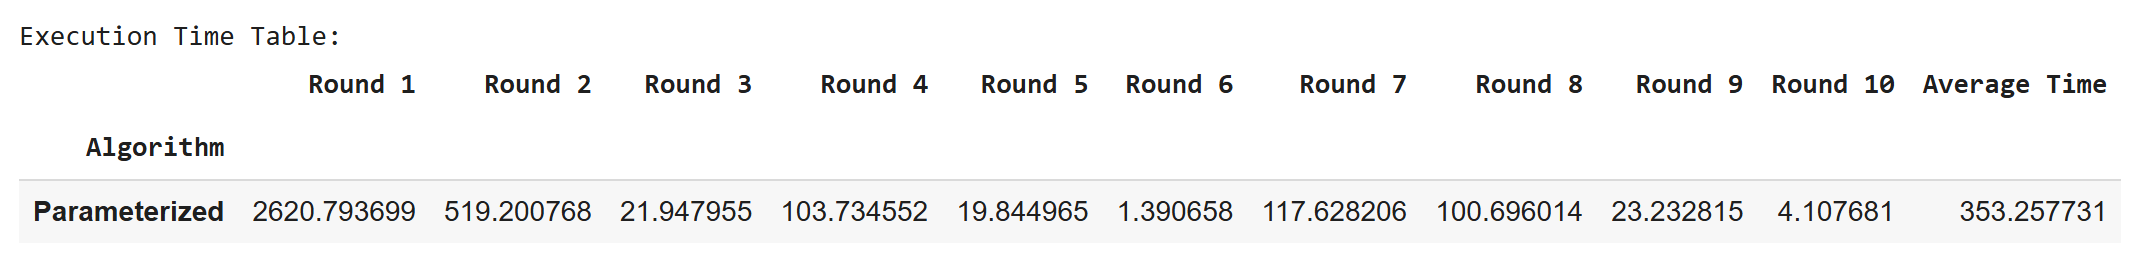 Execution Time Table:
Round 1 Round 2 Round 3 Round 4 Round 5 Round 6 Round 7 Round 8 Round 9 Round 10 Average Time
Algorithm
Parameterized 2620.793699 519.200768 21.947955 103.734552 19.844965 1.390658 117.628206 100.696014 23.232815 4.107681 353.257731